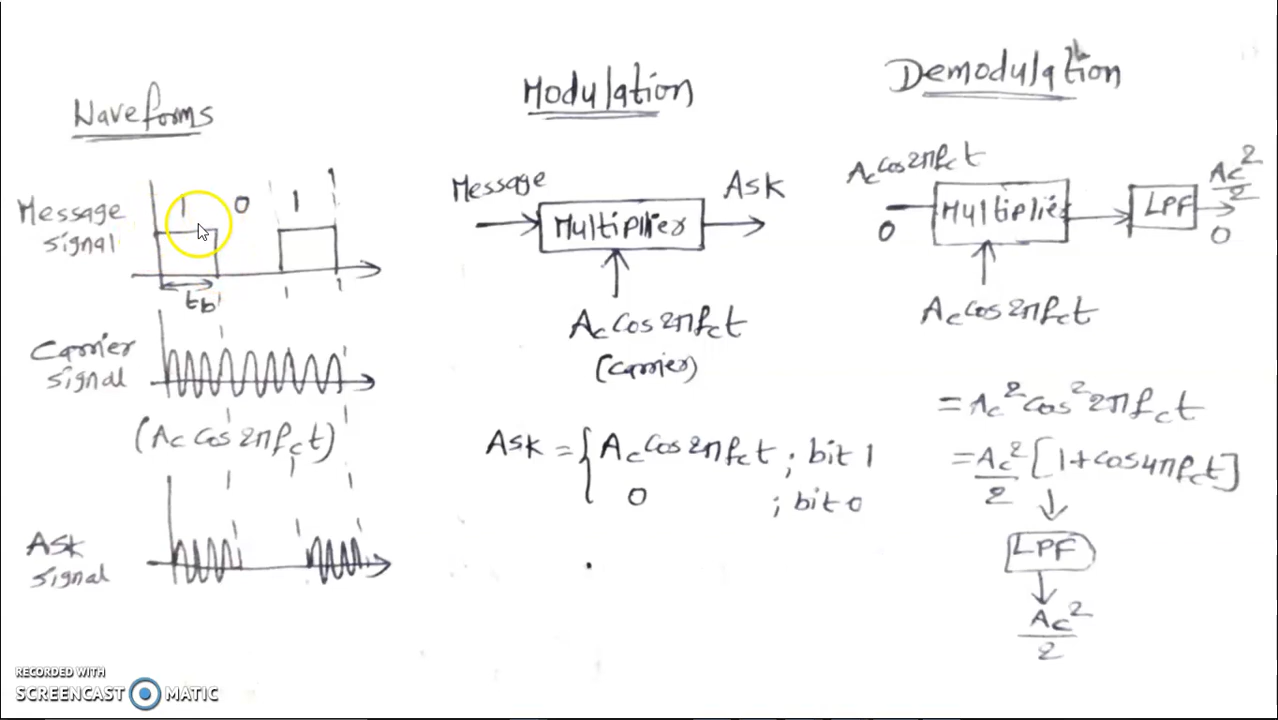 Waveforms
Message signal
1 0 1
tb
Carrier signal
(Ac Cos 2πfct)
ASK signal
Modulation
Message
Multiplier
ASK
Ac Cos 2πfct
(Carrier)
ASK = { Ac Cos 2πfct ; bit 1
0 ; bit 0
Demodulation
Ac Cos 2πfct
0
Multiplier
LPF
Ac²/2
0
Ac Cos 2πfct
= Ac² Cos² 2πfct
= Ac²/2 [1 + cos 4πfct]
LPF
Ac²/2
RECORDED WITH
SCREENCAST MATIC